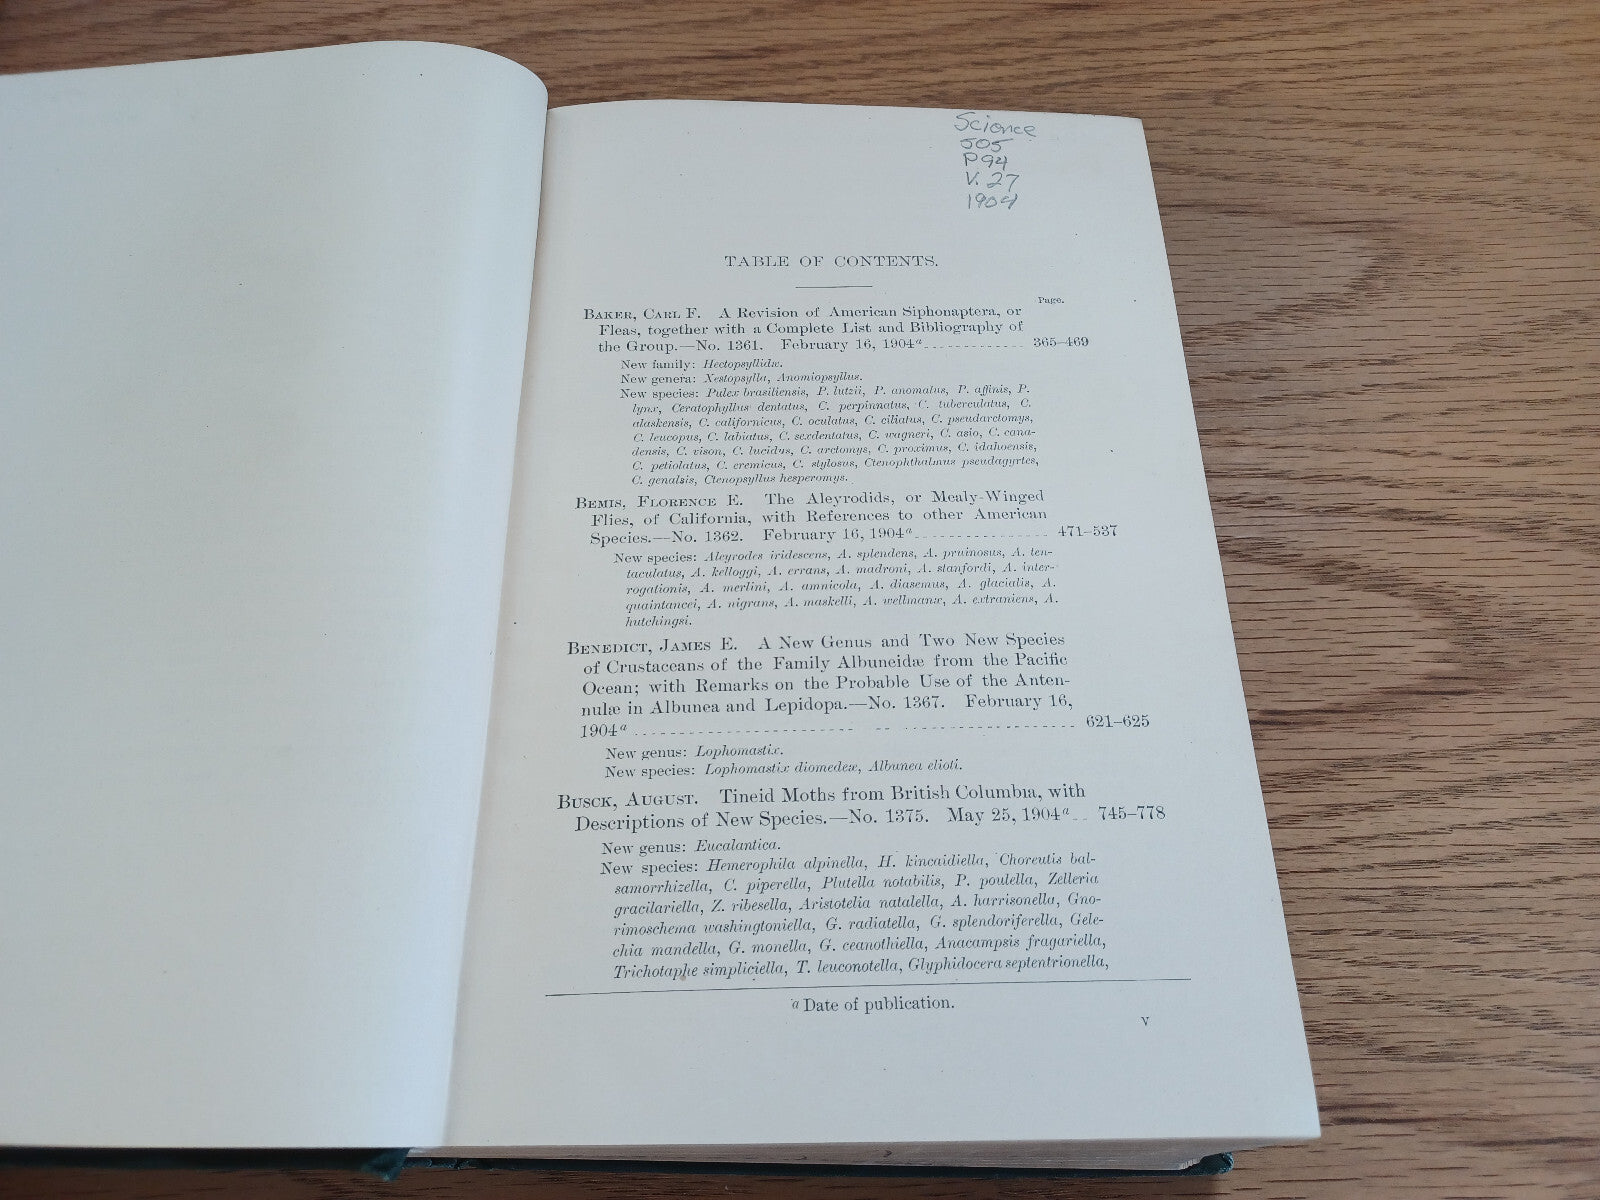 Science
505
P94
V. 27
1904
TABLE OF CONTENTS.
Page.
BAKER, CARL F. A Revision of American Siphonaptera, or
Fleas, together with a Complete List and Bibliography of
the Group.—No. 1361. February 16, 1904a 365–469
New family: Hectopsyllidæ.
New genera: Xestopsylla, Anomiopsyllus.
New species: Pulex brasiliensis, P. lutzii, P. anomalus, P. affinis, P.
lynx, Ceratophyllus dentatus, C. perpinnatus, C. tuberculatus, C.
alaskensis, C. californicus, C. oculatus, C. ciliatus, C. pseudarctomys,
C. leucopus, C. labiatus, C. sexdentatus, C. wagneri, C. asio, C. cana-
densis, C. vison, C. lucidus, C. arctomys, C. proximus, C. idahoensis,
C. petiolatus, C. eremicus, C. stylosus, Ctenophthalmus pseudagyrtes,
C. genalsis, Ctenopsyllus hesperomys.
BEMIS, FLORENCE E. The Aleyrodids, or Mealy-Winged
Flies, of California, with References to other American
Species.—No. 1362. February 16, 1904a 471–537
New species: Aleyrodes iridescens, A. splendens, A. pruinosus, A. ten-
taculatus, A. kelloggi, A. errans, A. madroni, A. stanfordi, A. inter-
rogationis, A. merlini, A. amnicola, A. diasemus, A. glacialis, A.
quaintancei, A. nigrans, A. maskelli, A. wellmanæ, A. extraniens, A.
hutchingsi.
BENEDICT, JAMES E. A New Genus and Two New Species
of Crustaceans of the Family Albuneidæ from the Pacific
Ocean; with Remarks on the Probable Use of the Anten-
nulæ in Albunea and Lepidopa.—No. 1367. February 16,
1904a 621–625
New genus: Lophomastix.
New species: Lophomastix diomedeæ, Albunea elioti.
BUSCK, AUGUST. Tineid Moths from British Columbia, with
Descriptions of New Species.—No. 1375. May 25, 1904a 745–778
New genus: Eucalantica.
New species: Hemerophila alpinella, H. kincaidiella, Choreutis bal-
samorrhizella, C. piperella, Plutella notabilis, P. poulella, Zelleria
gracilariella, Z. ribesella, Aristotelia natalella, A. harrisonella, Gno-
rimoschema washingtoniella, G. radiatella, G. splendoriferella, Gele-
chia mandella, G. monella, G. ceanothiella, Anacampsis fragariella,
Trichotaphe simpliciella, T. leuconotella, Glyphidocera septentrionella,
a Date of publication.
V